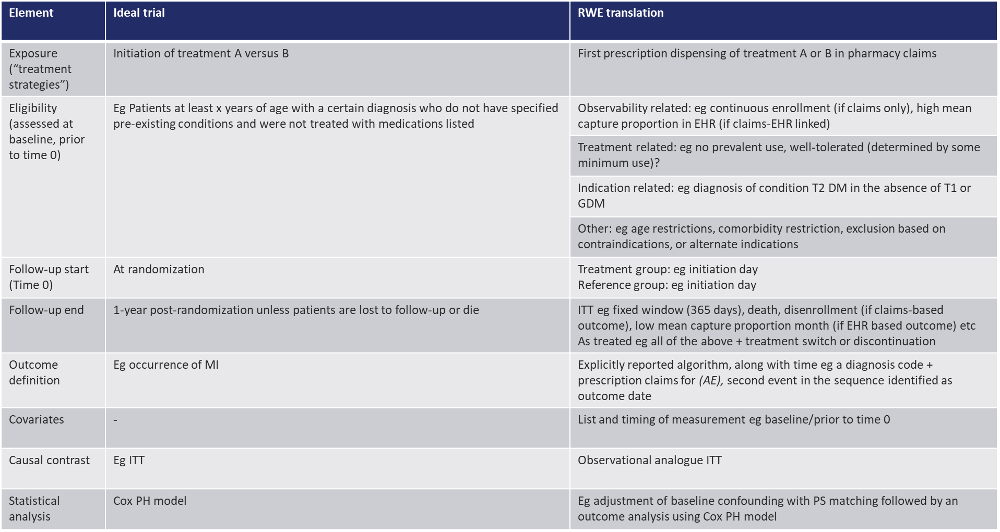 Element
Ideal trial
RWE translation
Exposure
(“treatment
strategies”)
Initiation of treatment A versus B
First prescription dispensing of treatment A or B in pharmacy claims
Eligibility
(assessed at
baseline, prior
to time 0)
Eg Patients at least x years of age with a certain diagnosis who do not have specified
pre-existing conditions and were not treated with medications listed
Observability related: eg continuous enrollment (if claims only), high mean
capture proportion in EHR (if claims-EHR linked)
Treatment related: eg no prevalent use, well-tolerated (determined by some
minimum use)?
Indication related: eg diagnosis of condition T2 DM in the absence of T1 or
GDM
Other: eg age restrictions, comorbidity restriction, exclusion based on
contraindications, or alternate indications
Follow-up start
(Time 0)
At randomization
Treatment group: eg initiation day
Reference group: eg initiation day
Follow-up end
1-year post-randomization unless patients are lost to follow-up or die
ITT eg fixed window (365 days), death, disenrollment (if claims-based
outcome), low mean capture proportion month (if EHR based outcome) etc
As treated eg all of the above + treatment switch or discontinuation
Outcome
definition
Eg occurrence of MI
Explicitly reported algorithm, along with time eg a diagnosis code +
prescription claims for (AE), second event in the sequence identified as
outcome date
Covariates
-
List and timing of measurement eg baseline/prior to time 0
Causal contrast
Eg ITT
Observational analogue ITT
Statistical
analysis
Cox PH model
Eg adjustment of baseline confounding with PS matching followed by an
outcome analysis using Cox PH model